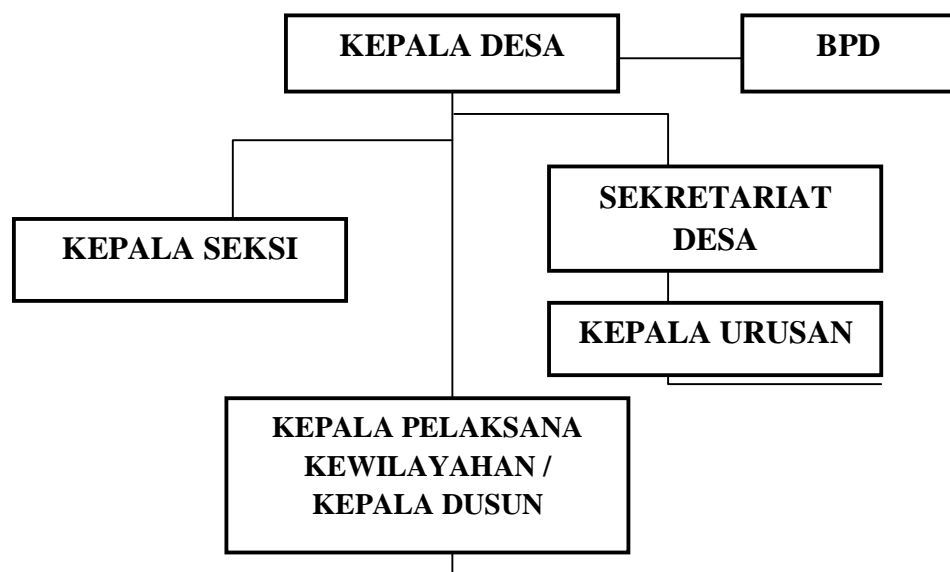 KEPALA DESA
BPD
SEKRETARIAT
DESA
KEPALA SEKSI
KEPALA URUSAN
KEPALA PELAKSANA
KEWILAYAHAN /
KEPALA DUSUN